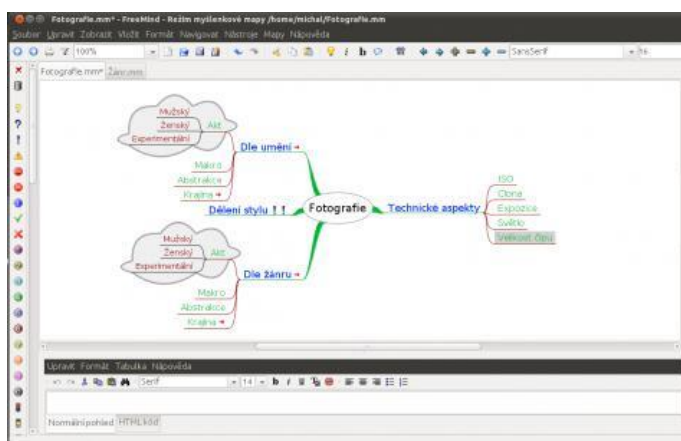 Fotografie.mm* - FreeMind - Režim myšlenkové mapy /home/michal/Fotografie.mm
Soubor Upravit Zobrazit Vložit Formát Navigovat Nástroje Mapy Nápověda
100% SansSerif 16
Fotografie.mm* Žánr.mm
Mužský
Ženský
Experimentální
Akt
Dle umění
Makro
Abstrakce
Krajina
Dělení stylu ! !
Fotografie
Technické aspekty
ISO
Clona
Expozice
Světlo
Velikost čipu
Mužský
Ženský
Experimentální
Akt
Dle žánru
Makro
Abstrakce
Krajina
Upravit Formát Tabulka Nápověda
Serif 14 b i u
Normální pohled HTML kód